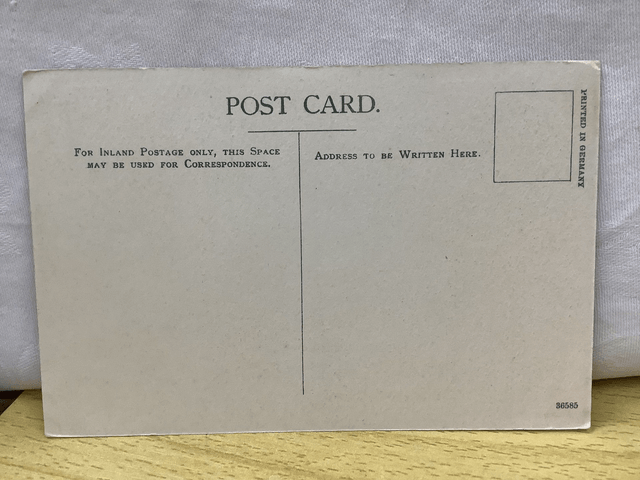 POST CARD.
FOR INLAND POSTAGE ONLY, THIS SPACE
MAY BE USED FOR CORRESPONDENCE.
ADDRESS TO BE WRITTEN HERE.
PRINTED IN GERMANY
36585